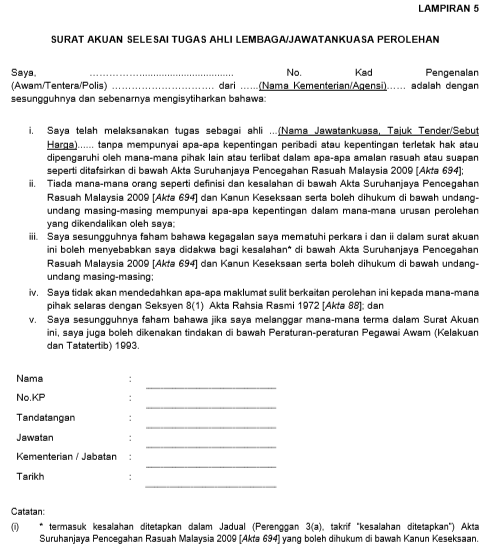 LAMPIRAN 5
SURAT AKUAN SELESAI TUGAS AHLI LEMBAGA/JAWATANKUASA PEROLEHAN
Saya, ................................................ No. Kad Pengenalan
(Awam/Tentera/Polis) ................................ dari ......(Nama Kementerian/Agensi)...... adalah dengan
sesungguhnya dan sebenarnya mengisytiharkan bahawa:
i. Saya telah melaksanakan tugas sebagai ahli ...(Nama Jawatankuasa, Tajuk Tender/Sebut
Harga)...... tanpa mempunyai apa-apa kepentingan peribadi atau kepentingan terletak hak atau
dipengaruhi oleh mana-mana pihak lain atau terlibat dalam apa-apa amalan rasuah atau suapan
seperti ditafsirkan di bawah Akta Suruhanjaya Pencegahan Rasuah Malaysia 2009 [Akta 694];
ii. Tiada mana-mana orang seperti definisi dan kesalahan di bawah Akta Suruhanjaya Pencegahan
Rasuah Malaysia 2009 [Akta 694] dan Kanun Keseksaan serta boleh dihukum di bawah undang-
undang masing-masing mempunyai apa-apa kepentingan dalam mana-mana urusan perolehan
yang dikendalikan oleh saya;
iii. Saya sesungguhnya faham bahawa kegagalan saya mematuhi perkara i dan ii dalam surat akuan
ini boleh menyebabkan saya didakwa bagi kesalahan* di bawah Akta Suruhanjaya Pencegahan
Rasuah Malaysia 2009 [Akta 694] dan Kanun Keseksaan serta boleh dihukum di bawah undang-
undang masing-masing;
iv. Saya tidak akan mendedahkan apa-apa maklumat sulit berkaitan perolehan ini kepada mana-mana
pihak selaras dengan Seksyen 8(1) Akta Rahsia Rasmi 1972 [Akta 88]; dan
v. Saya sesungguhnya faham bahawa jika saya melanggar mana-mana terma dalam Surat Akuan
ini, saya juga boleh dikenakan tindakan di bawah Peraturan-peraturan Pegawai Awam (Kelakuan
dan Tatatertib) 1993.
Nama :
No.KP :
Tandatangan :
Jawatan :
Kementerian / Jabatan :
Tarikh :
Catatan:
(i) * termasuk kesalahan ditetapkan dalam Jadual (Perenggan 3(a), takrif "kesalahan ditetapkan") Akta
Suruhanjaya Pencegahan Rasuah Malaysia 2009 [Akta 694] yang boleh dihukum di bawah Kanun Keseksaan.